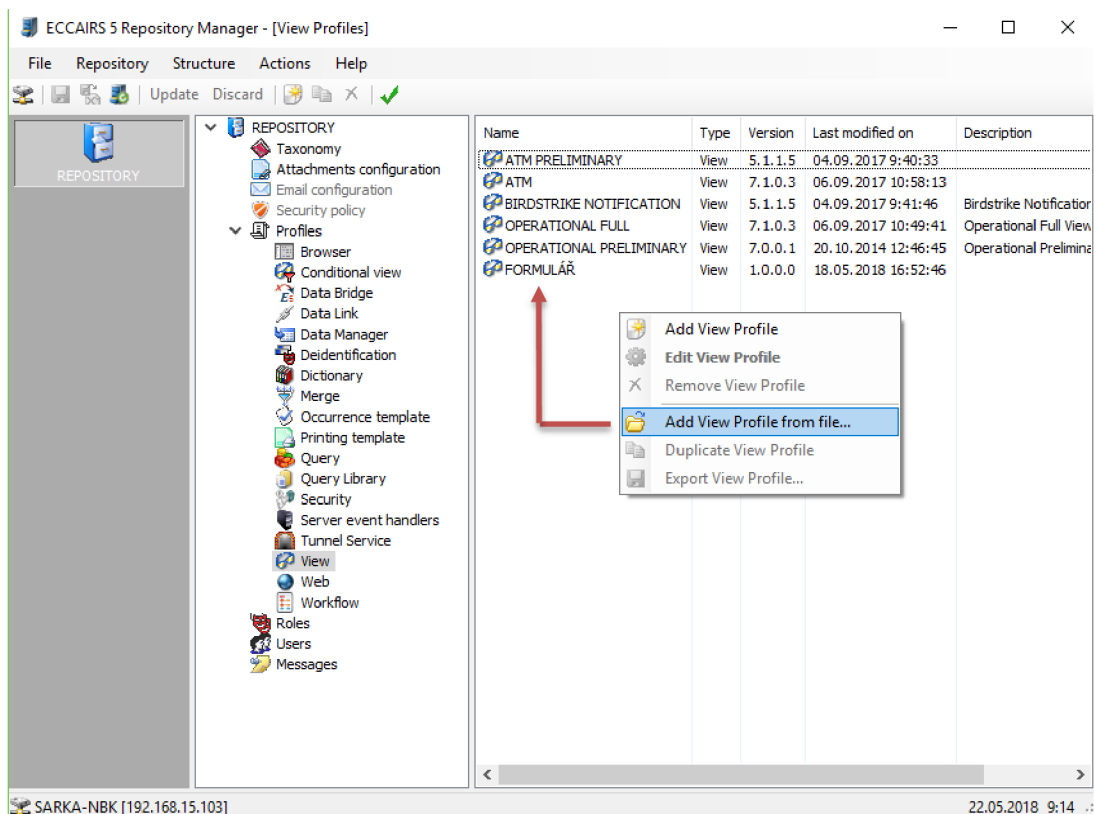 ECCAIRS 5 Repository Manager - [View Profiles]
File Repository Structure Actions Help
Update Discard
REPOSITORY
REPOSITORY
Taxonomy
Attachments configuration
Email configuration
Security policy
Profiles
Browser
Conditional view
Data Bridge
Data Link
Data Manager
Deidentification
Dictionary
Merge
Occurrence template
Printing template
Query
Query Library
Security
Server event handlers
Tunnel Service
View
Web
Workflow
Roles
Users
Messages
Name Type Version Last modified on Description
ATM PRELIMINARY View 5.1.1.5 04.09.2017 9:40:33
ATM View 7.1.0.3 06.09.2017 10:58:13
BIRDSTRIKE NOTIFICATION View 5.1.1.5 04.09.2017 9:41:46 Birdstrike Notification
OPERATIONAL FULL View 7.1.0.3 06.09.2017 10:49:41 Operational Full View
OPERATIONAL PRELIMINARY View 7.0.0.1 20.10.2014 12:46:45 Operational Prelimina
FORMULÁŘ View 1.0.0.0 18.05.2018 16:52:46
Add View Profile
Edit View Profile
Remove View Profile
Add View Profile from file...
Duplicate View Profile
Export View Profile...
SARKA-NBK [192.168.15.103] 22.05.2018 9:14